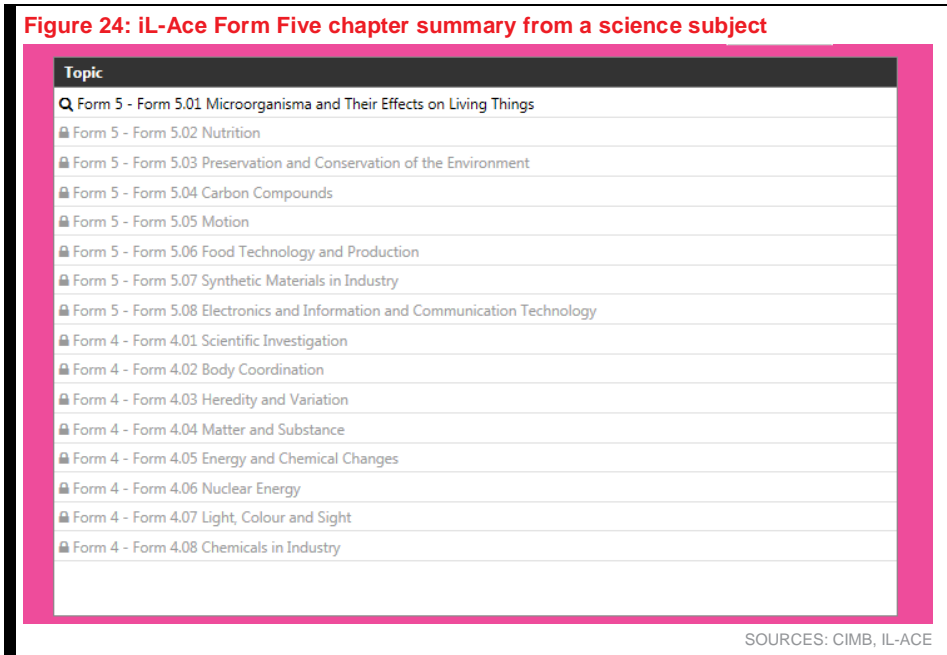 Figure 24: iL-Ace Form Five chapter summary from a science subject
Topic
Form 5 - Form 5.01 Microorganisma and Their Effects on Living Things
Form 5 - Form 5.02 Nutrition
Form 5 - Form 5.03 Preservation and Conservation of the Environment
Form 5 - Form 5.04 Carbon Compounds
Form 5 - Form 5.05 Motion
Form 5 - Form 5.06 Food Technology and Production
Form 5 - Form 5.07 Synthetic Materials in Industry
Form 5 - Form 5.08 Electronics and Information and Communication Technology
Form 4 - Form 4.01 Scientific Investigation
Form 4 - Form 4.02 Body Coordination
Form 4 - Form 4.03 Heredity and Variation
Form 4 - Form 4.04 Matter and Substance
Form 4 - Form 4.05 Energy and Chemical Changes
Form 4 - Form 4.06 Nuclear Energy
Form 4 - Form 4.07 Light, Colour and Sight
Form 4 - Form 4.08 Chemicals in Industry
SOURCES: CIMB, IL-ACE